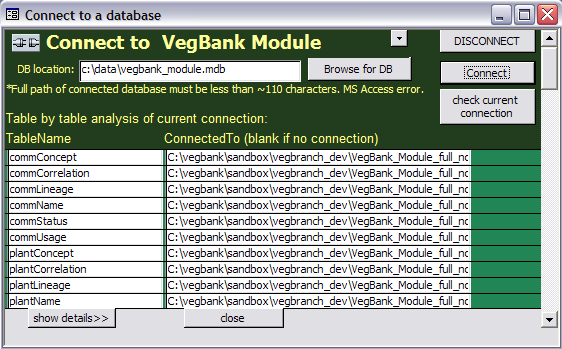 Connect to a database
Connect to VegBank Module
DISCONNECT
DB location: c:\data\vegbank_module.mdb Browse for DB Connect
*Full path of connected database must be less than ~110 characters. MS Access error.
check current connection
Table by table analysis of current connection:
TableName ConnectedTo (blank if no connection)
commConcept C:\vegbank\sandbox\vegbranch_dev\VegBank_Module_full_nc
commCorrelation C:\vegbank\sandbox\vegbranch_dev\VegBank_Module_full_nc
commLineage C:\vegbank\sandbox\vegbranch_dev\VegBank_Module_full_nc
commName C:\vegbank\sandbox\vegbranch_dev\VegBank_Module_full_nc
commStatus C:\vegbank\sandbox\vegbranch_dev\VegBank_Module_full_nc
commUsage C:\vegbank\sandbox\vegbranch_dev\VegBank_Module_full_nc
plantConcept C:\vegbank\sandbox\vegbranch_dev\VegBank_Module_full_nc
plantCorrelation C:\vegbank\sandbox\vegbranch_dev\VegBank_Module_full_nc
plantLineage C:\vegbank\sandbox\vegbranch_dev\VegBank_Module_full_nc
plantName C:\vegbank\sandbox\vegbranch_dev\VegBank_Module_full_nc
show details>> close